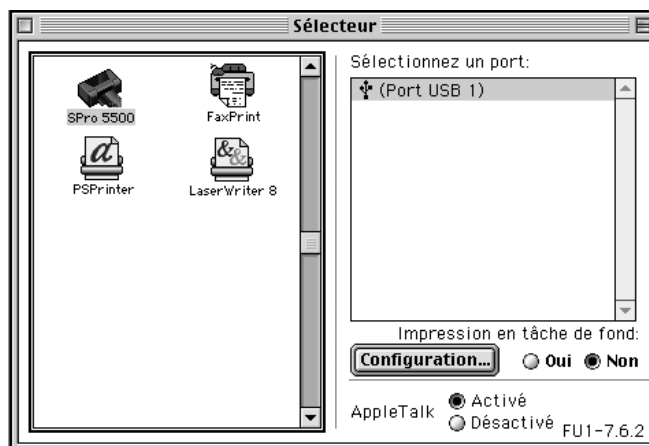 Sélecteur
SPro 5500
FaxPrint
PSPrinter
LaserWriter 8
Sélectionnez un port:
(Port USB 1)
Impression en tâche de fond:
Configuration...
Oui
Non
AppleTalk
Activé
Désactivé
FU1-7.6.2